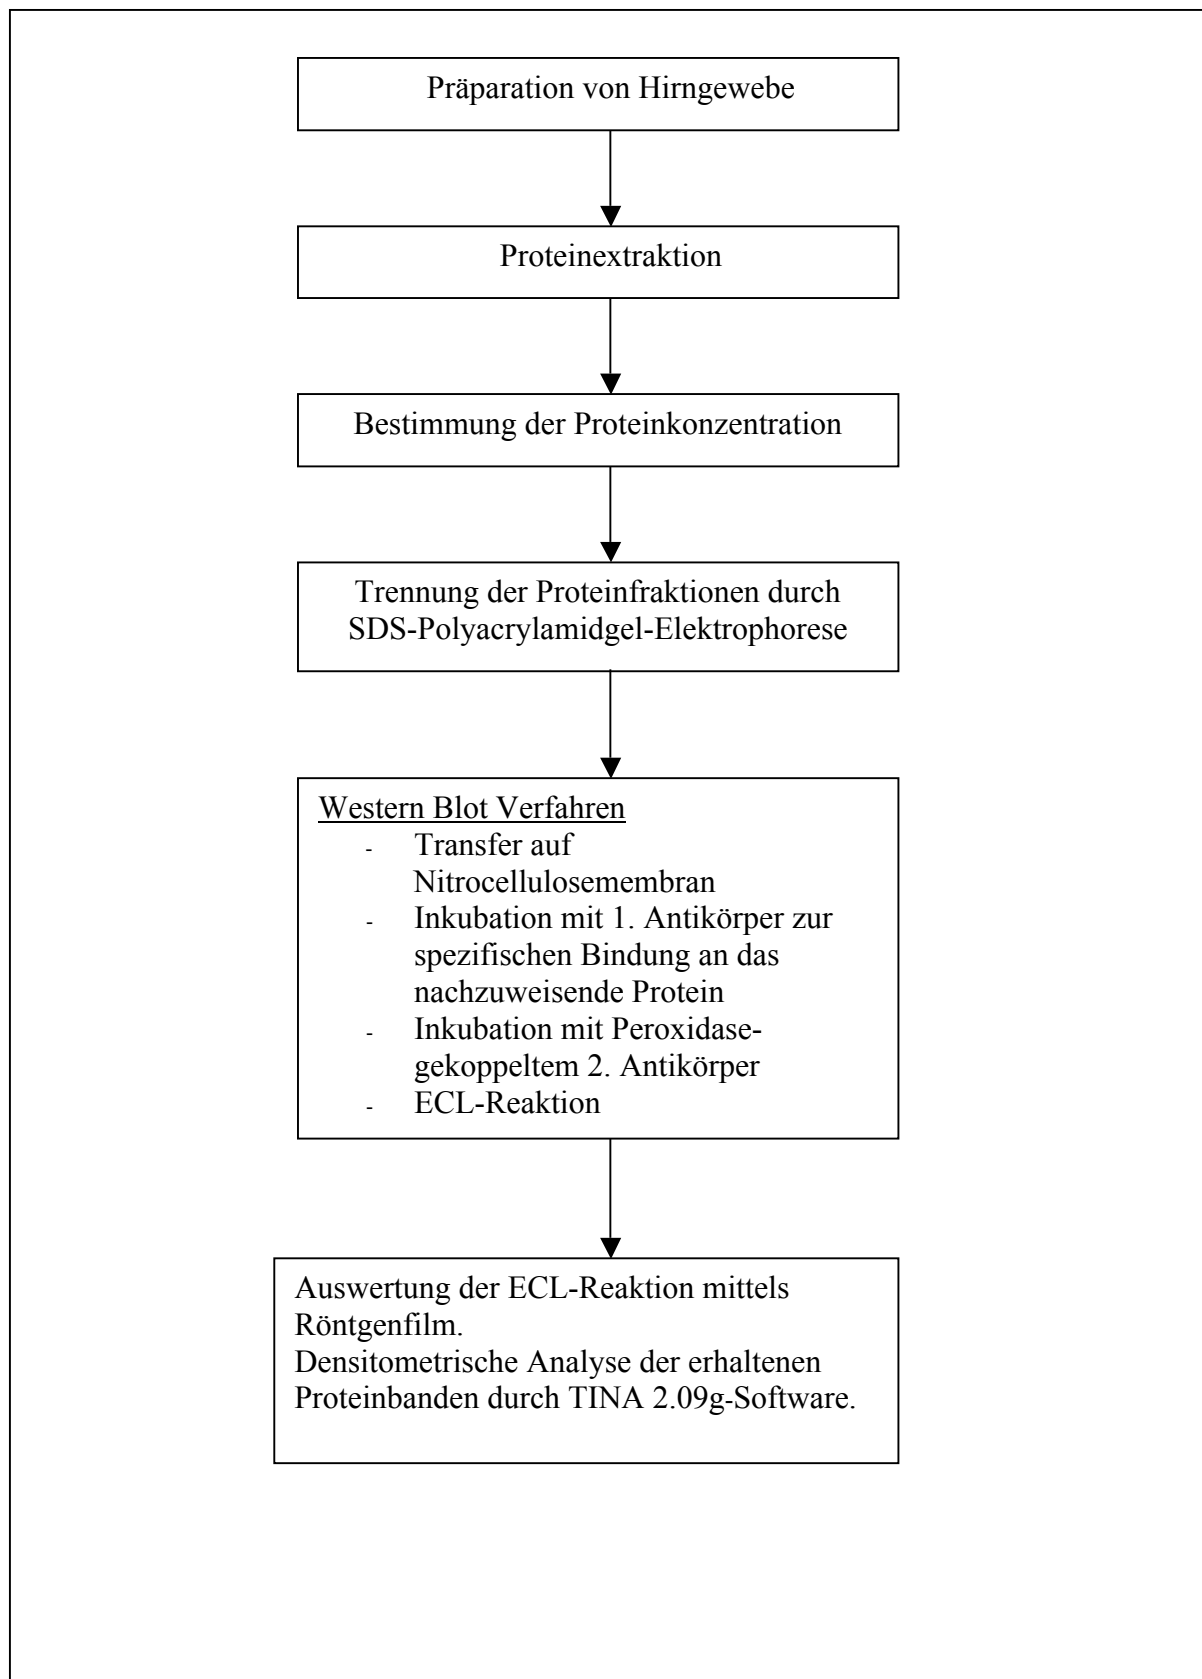 Präparation von Hirngewebe
Proteinextraktion
Bestimmung der Proteinkonzentration
Trennung der Proteinfraktionen durch
SDS-Polyacrylamidgel-Elektrophorese
Western Blot Verfahren
- Transfer auf
Nitrocellulosemembran
- Inkubation mit 1. Antikörper zur
spezifischen Bindung an das
nachzuweisende Protein
- Inkubation mit Peroxidase-
gekoppeltem 2. Antikörper
- ECL-Reaktion
Auswertung der ECL-Reaktion mittels
Röntgenfilm.
Densitometrische Analyse der erhaltenen
Proteinbanden durch TINA 2.09g-Software.